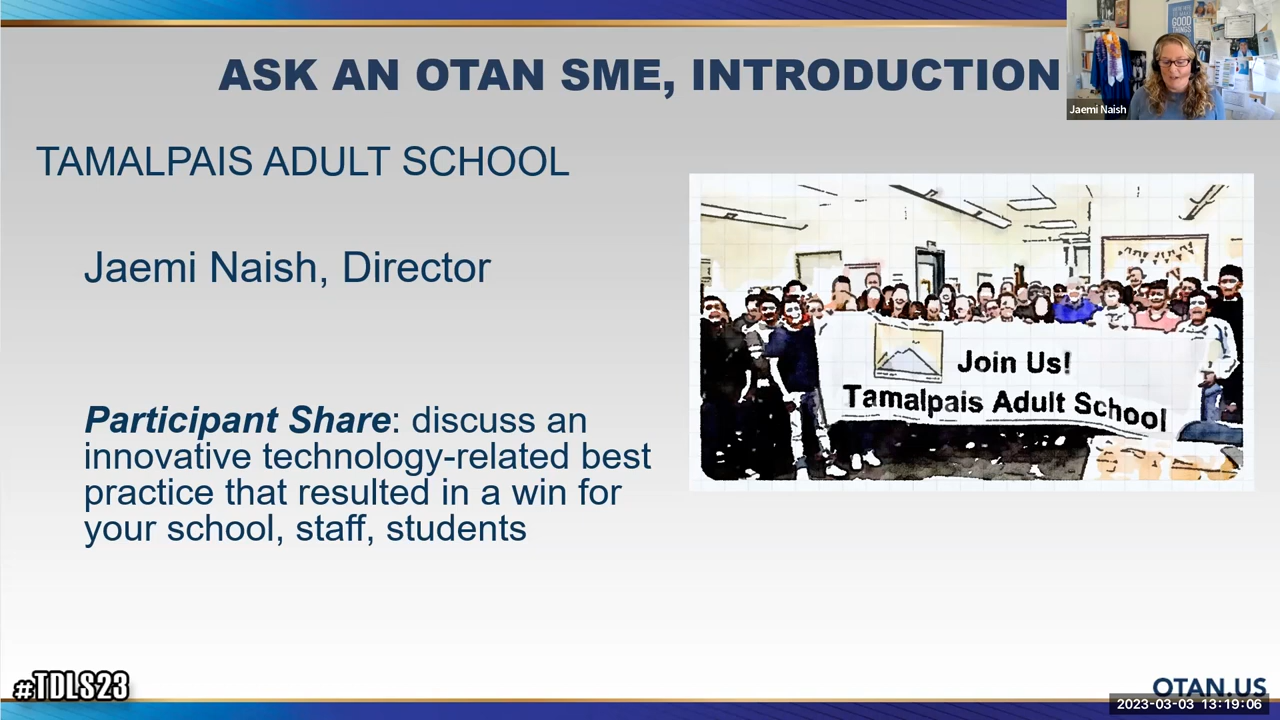 ASK AN OTAN SME, INTRODUCTION
Jaemi Naish
TAMALPAIS ADULT SCHOOL
Jaemi Naish, Director
Participant Share: discuss an
innovative technology-related best
practice that resulted in a win for
your school, staff, students
Join Us!
Tamalpais Adult School
#TDLS23
OTAN.US
2023-03-03 13:19:06
GOOD
THINGS